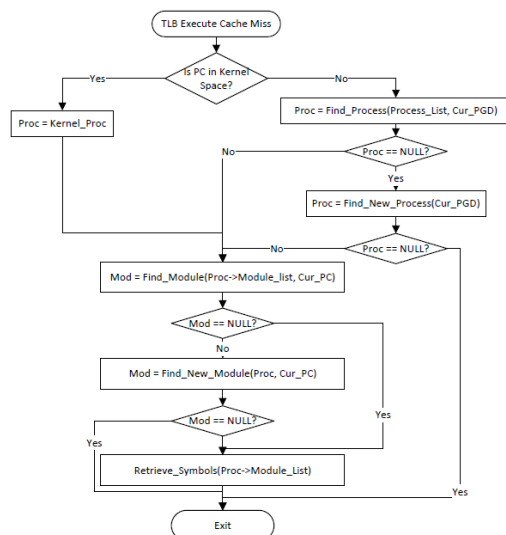 TLB Execute Cache Miss
Is PC in Kernel
Space?
Yes
No
Proc = Kernel_Proc
Proc = Find_Process(Process_List, Cur_PGD)
No
Proc == NULL?
Yes
Proc = Find_New_Process(Cur_PGD)
No
Proc == NULL?
Mod = Find_Module(Proc->Module_list, Cur_PC)
Mod == NULL?
No
Mod = Find_New_Module(Proc, Cur_PC)
Yes
Mod == NULL?
Yes
Retrieve_Symbols(Proc->Module_List)
Yes
Exit